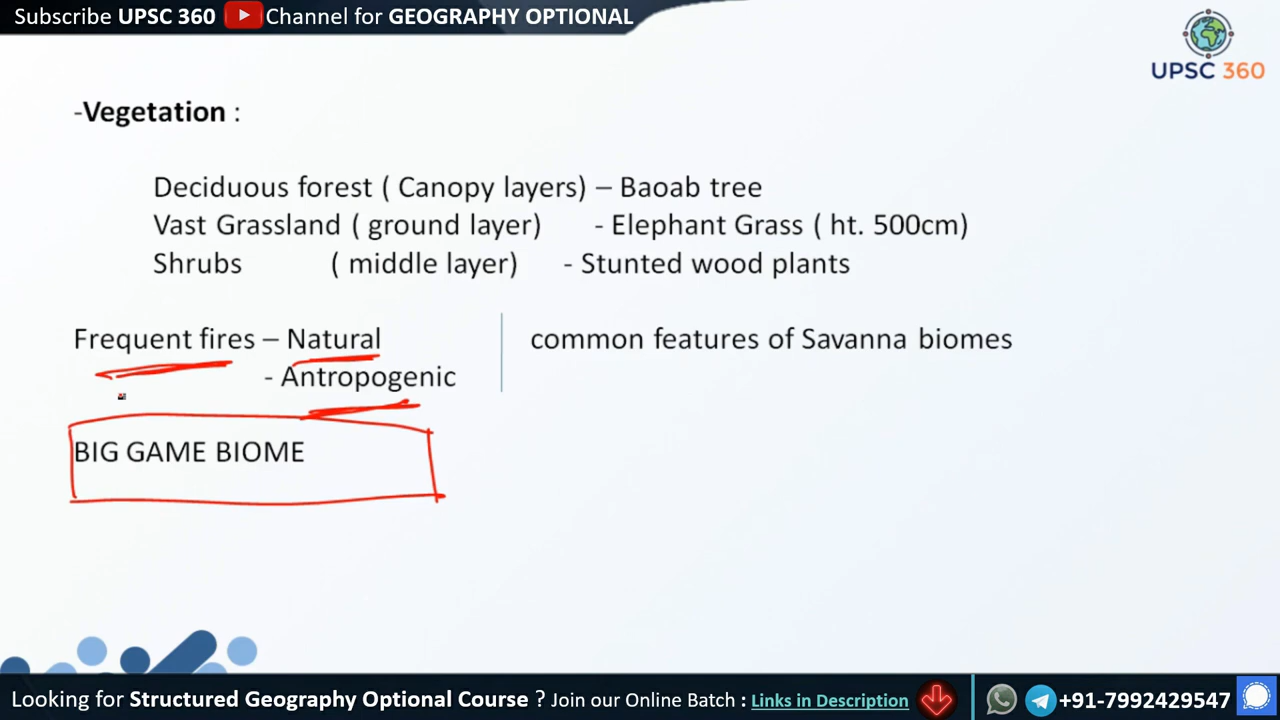 Subscribe UPSC 360 Channel for GEOGRAPHY OPTIONAL
UPSC 360
-Vegetation :
Deciduous forest ( Canopy layers) – Baoab tree
Vast Grassland ( ground layer) - Elephant Grass ( ht. 500cm)
Shrubs ( middle layer) - Stunted wood plants
Frequent fires – Natural common features of Savanna biomes
- Antropogenic
BIG GAME BIOME
Looking for Structured Geography Optional Course ? Join our Online Batch : Links in Description +91-7992429547